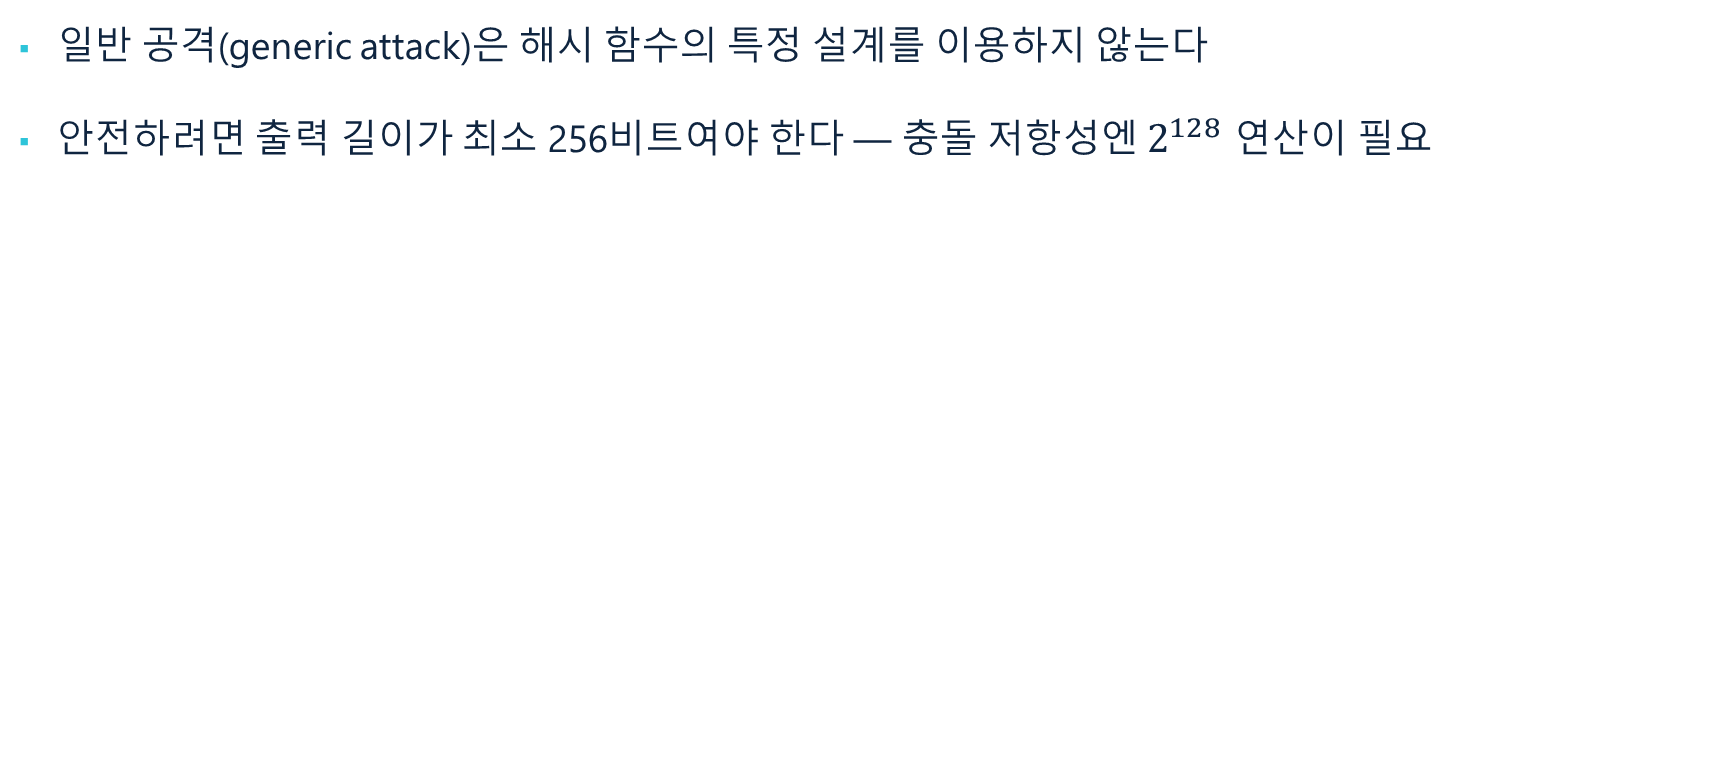 ▪ 일반 공격(generic attack)은 해시 함수의 특정 설계를 이용하지 않는다
▪ 안전하려면 출력 길이가 최소 256비트여야 한다 — 충돌 저항성엔 2¹²⁸ 연산이 필요